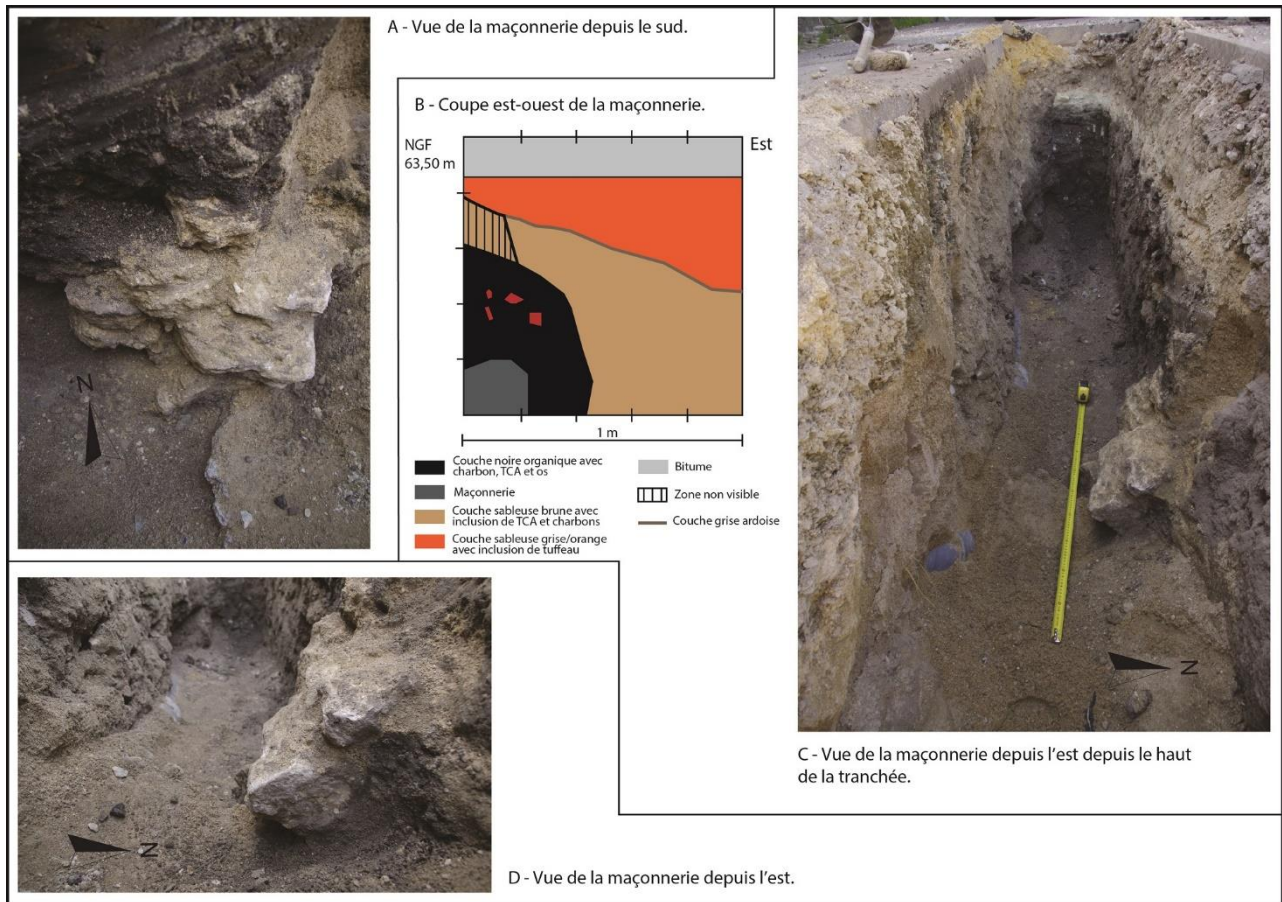 A - Vue de la maçonnerie depuis le sud.
B - Coupe est-ouest de la maçonnerie.
NGF
63,50 m
Est
1 m
Couche noire organique avec
charbon, TCA et os
Maçonnerie
Couche sableuse brune avec
inclusion de TCA et charbons
Couche sableuse grise/orange
avec inclusion de tuffeau
Bitume
Zone non visible
Couche grise ardoise
N
N
C - Vue de la maçonnerie depuis l'est depuis le haut
de la tranchée.
N
D - Vue de la maçonnerie depuis l'est.